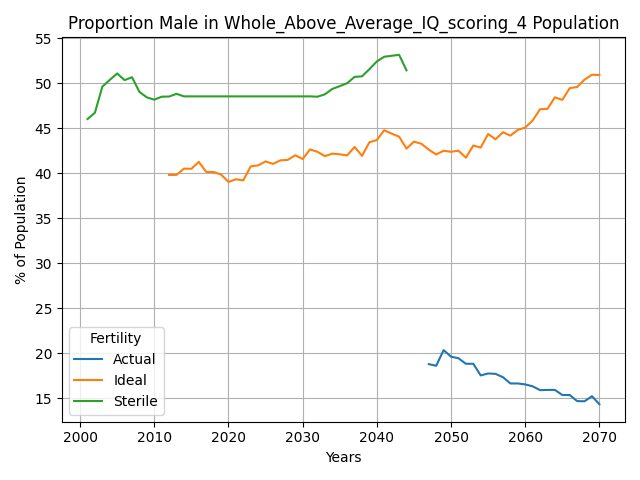 Proportion Male in Whole_Above_Average_IQ_scoring_4 Population
% of Population
55
50
45
40
35
30
25
20
15
Fertility
Actual
Ideal
Sterile
2000 2010 2020 2030 2040 2050 2060 2070
Years